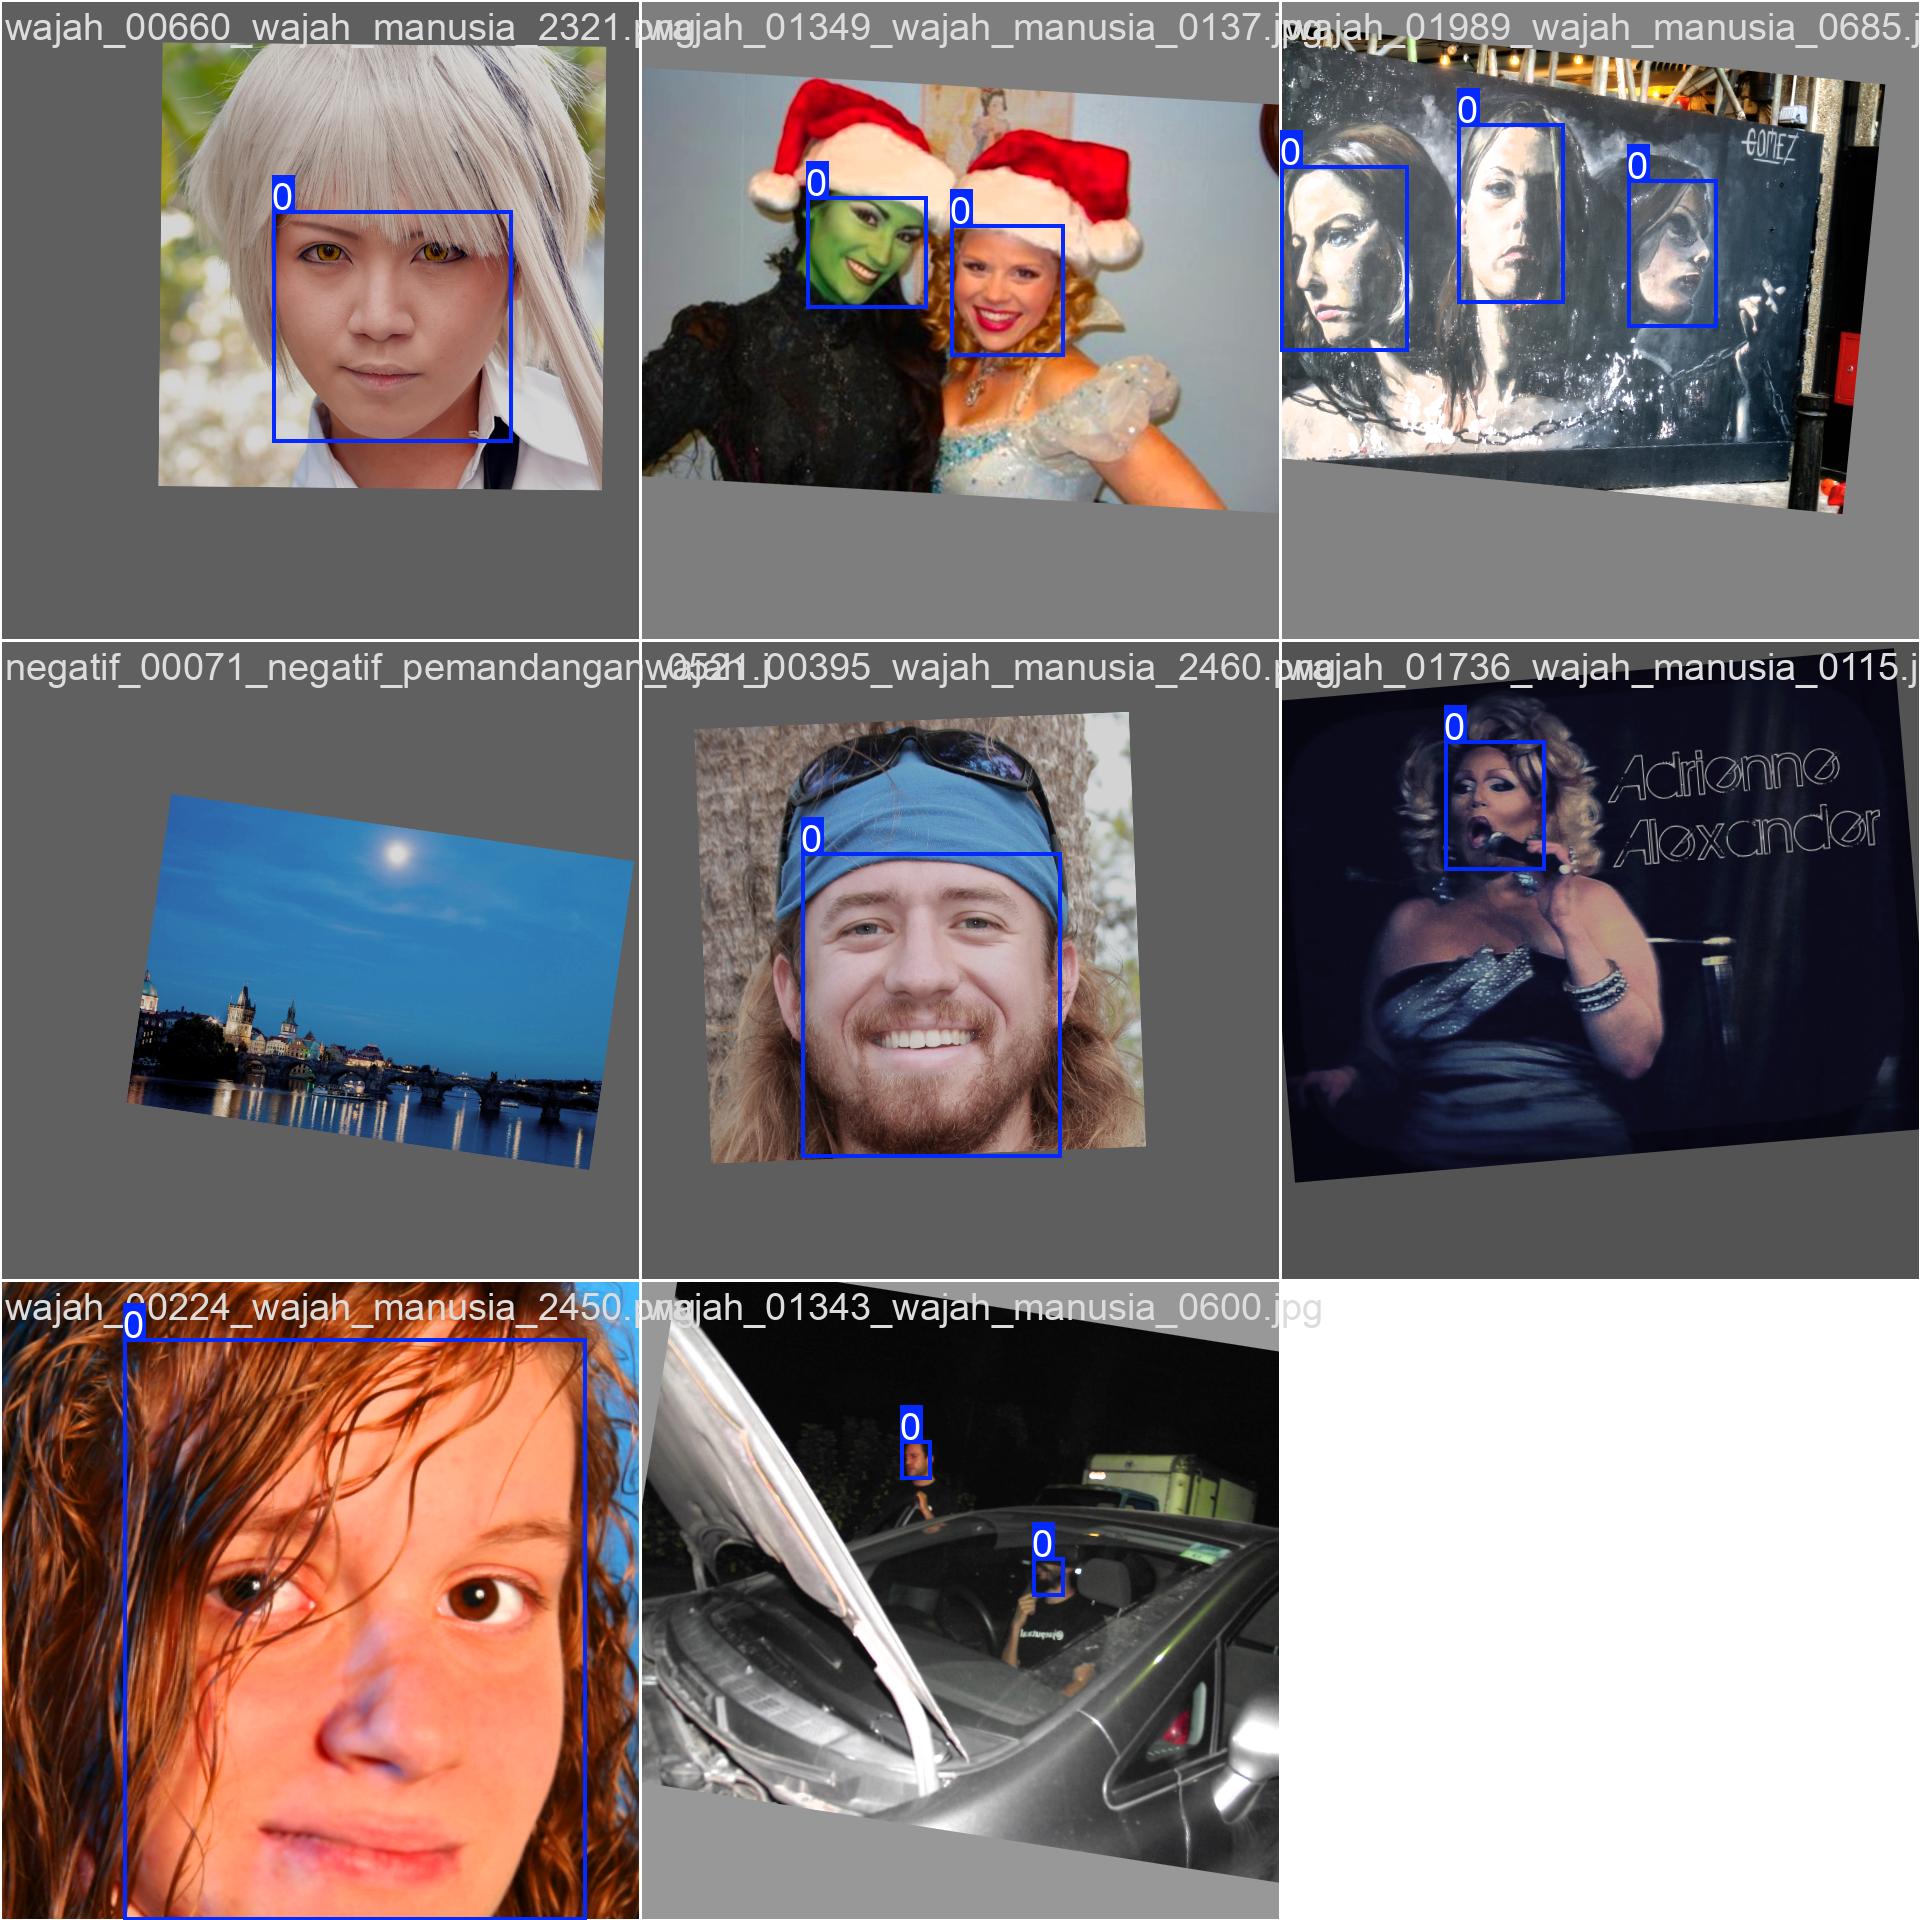 wajah_00660_wajah_manusia_2321.png
wajah_01349_wajah_manusia_0137.jpg
wajah_01989_wajah_manusia_0685.j
0
0
0
0
0
0
GOMEZ
negatif_00071_negatif_pemandangan_0521.j
wajah_00395_wajah_manusia_2460.png
wajah_01736_wajah_manusia_0115.j
0
0
Adrienne
Alexander
wajah_00224_wajah_manusia_2450.png
wajah_01343_wajah_manusia_0600.jpg
0
0
0